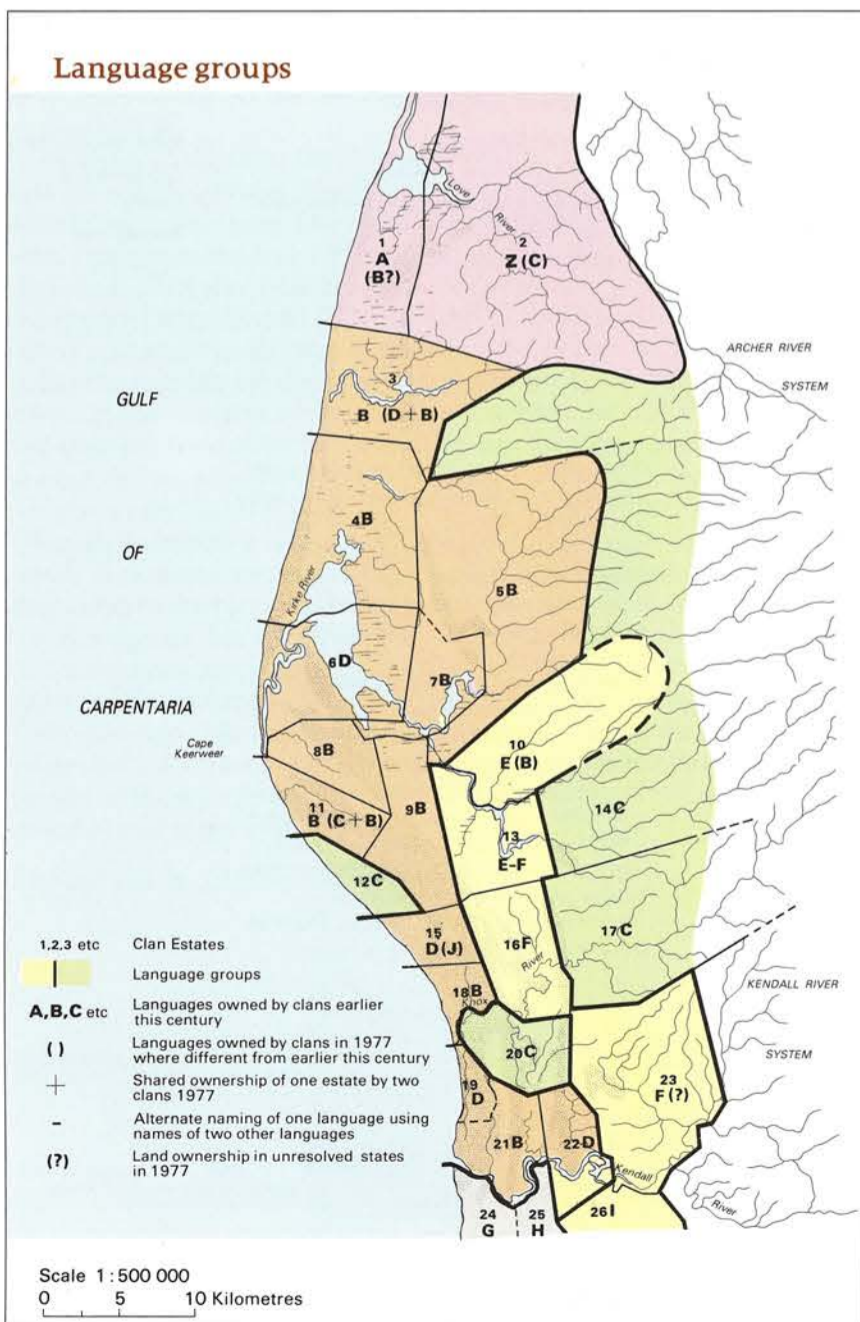 Language groups
Love
River
1
A
(B?)
2
Z (C)
ARCHER RIVER
SYSTEM
GULF
3
B (D + B)
4B
OF
Kirke River
5B
6D
7B
CARPENTARIA
Cape
Keerweer
8B
10
E (B)
9B
11
B (C + B)
14C
13
E-F
12C
15
D (J)
16F
River
17C
18B
Knox
KENDALL RIVER
SYSTEM
20C
19
D
23
F (?)
21B
22D
Kendall
River
24
G
25
H
26I
1,2,3 etc Clan Estates
Language groups
A,B,C etc Languages owned by clans earlier
this century
( ) Languages owned by clans in 1977
where different from earlier this century
+ Shared ownership of one estate by two
clans 1977
– Alternate naming of one language using
names of two other languages
(?) Land ownership in unresolved states
in 1977
Scale 1:500 000
0 5 10 Kilometres